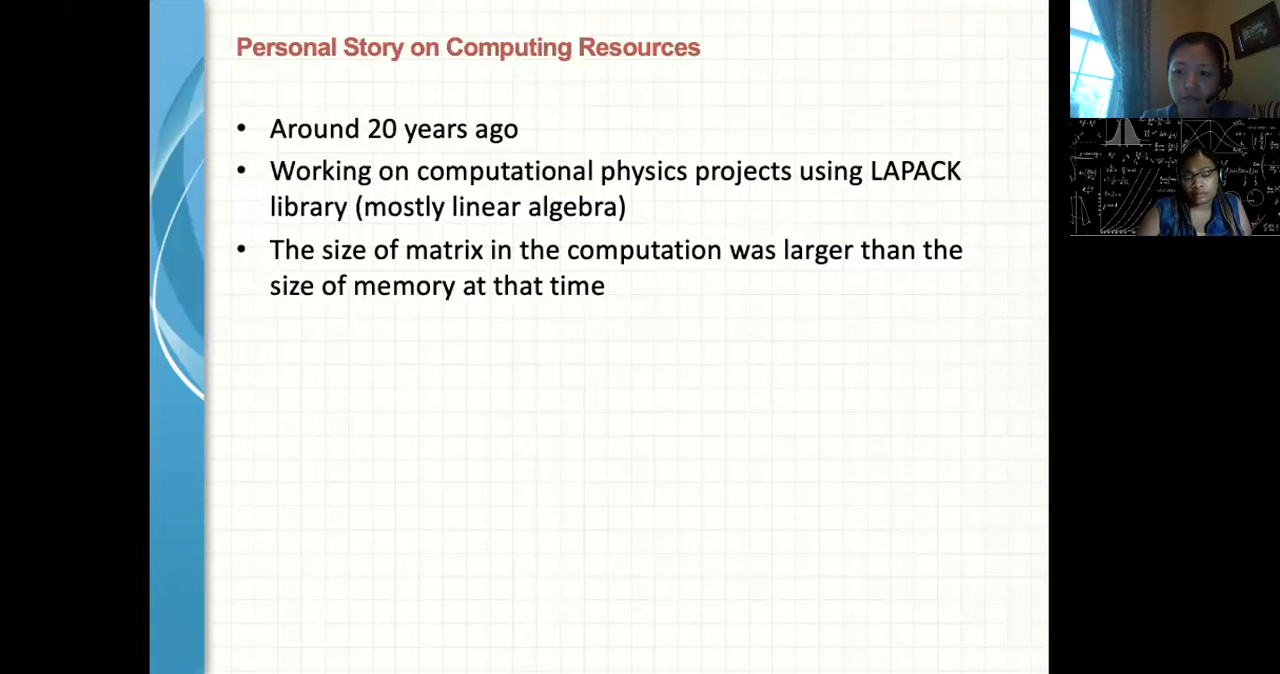 Personal Story on Computing Resources
• Around 20 years ago
• Working on computational physics projects using LAPACK
library (mostly linear algebra)
• The size of matrix in the computation was larger than the
size of memory at that time